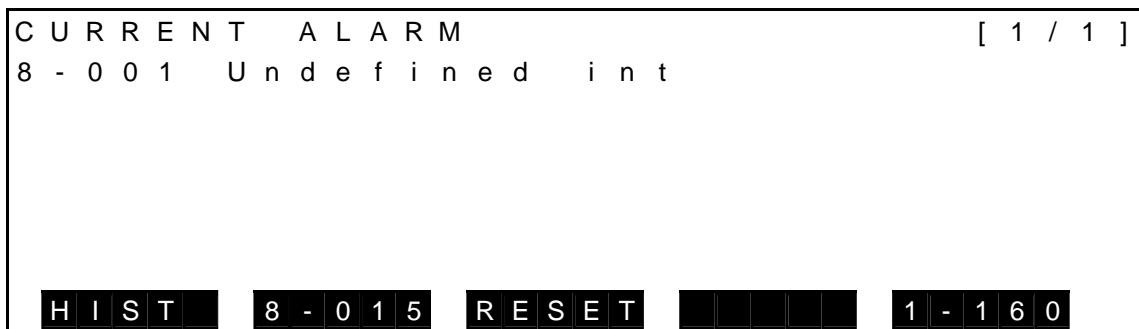 CURRENT ALARM [1/1]
8-001 Undefined int
HIST 8-015 RESET 1-160